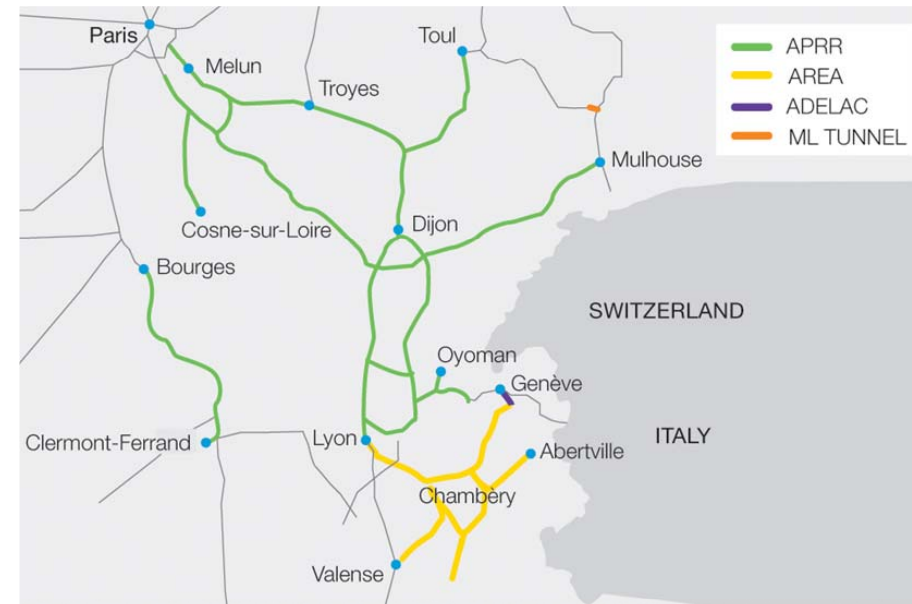 Paris
Toul
Melun
Troyes
APRR
AREA
ADELAC
ML TUNNEL
Mulhouse
Cosne-sur-Loire
Dijon
Bourges
SWITZERLAND
Oyoman
Genève
Clermont-Ferrand
Lyon
ITALY
Abertville
Chambèry
Valense